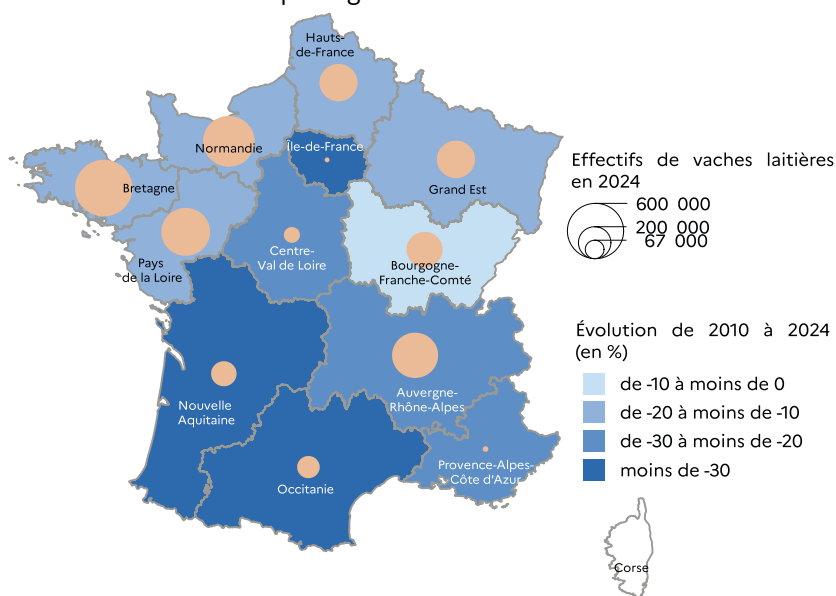 Hauts-
de-France
Normandie
Île-de-France
Grand Est
Bretagne
Pays
de la Loire
Centre-
Val de Loire
Bourgogne-
Franche-Comté
Nouvelle
Aquitaine
Auvergne-
Rhône-Alpes
Occitanie
Provence-Alpes-
Côte d'Azur
Corse
Effectifs de vaches laitières
en 2024
600 000
200 000
67 000
Évolution de 2010 à 2024
(en %)
de -10 à moins de 0
de -20 à moins de -10
de -30 à moins de -20
moins de -30